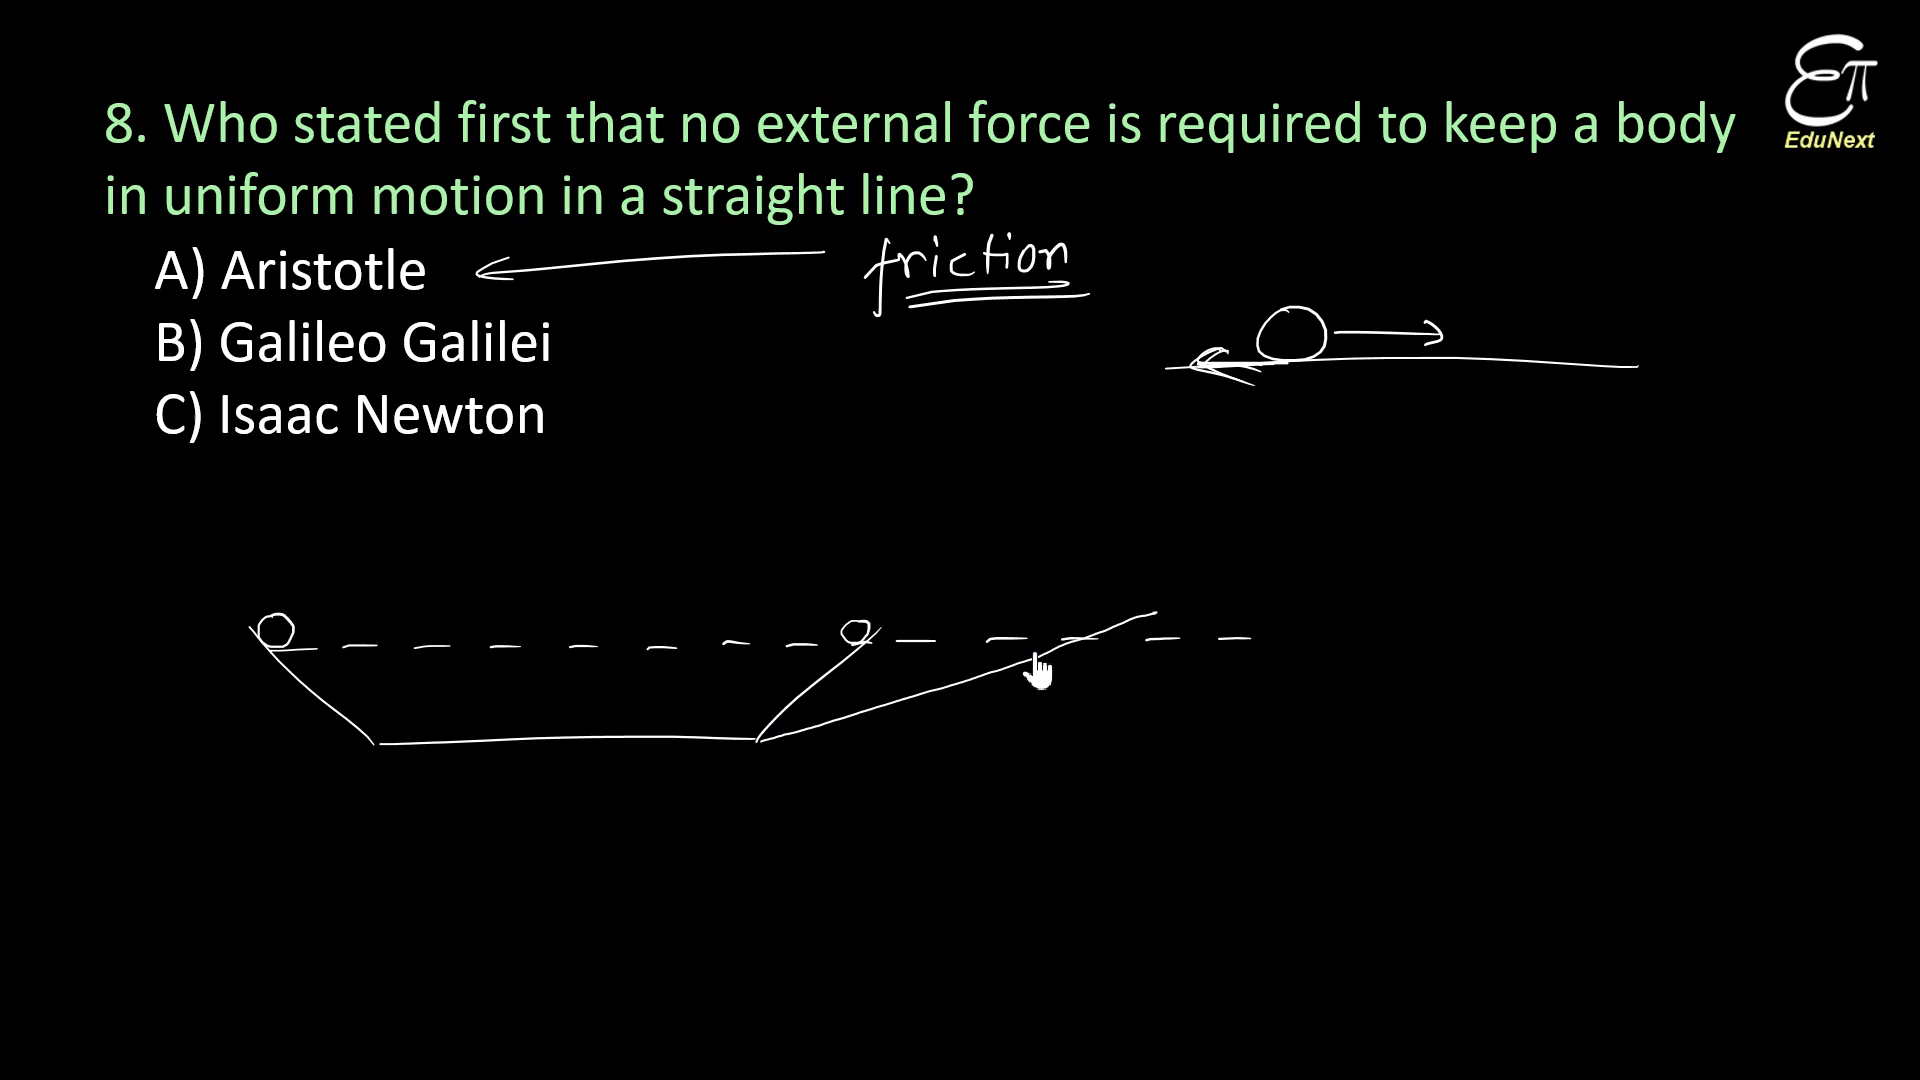 8. Who stated first that no external force is required to keep a body
in uniform motion in a straight line?
A) Aristotle
friction
B) Galileo Galilei
C) Isaac Newton
επ
EduNext